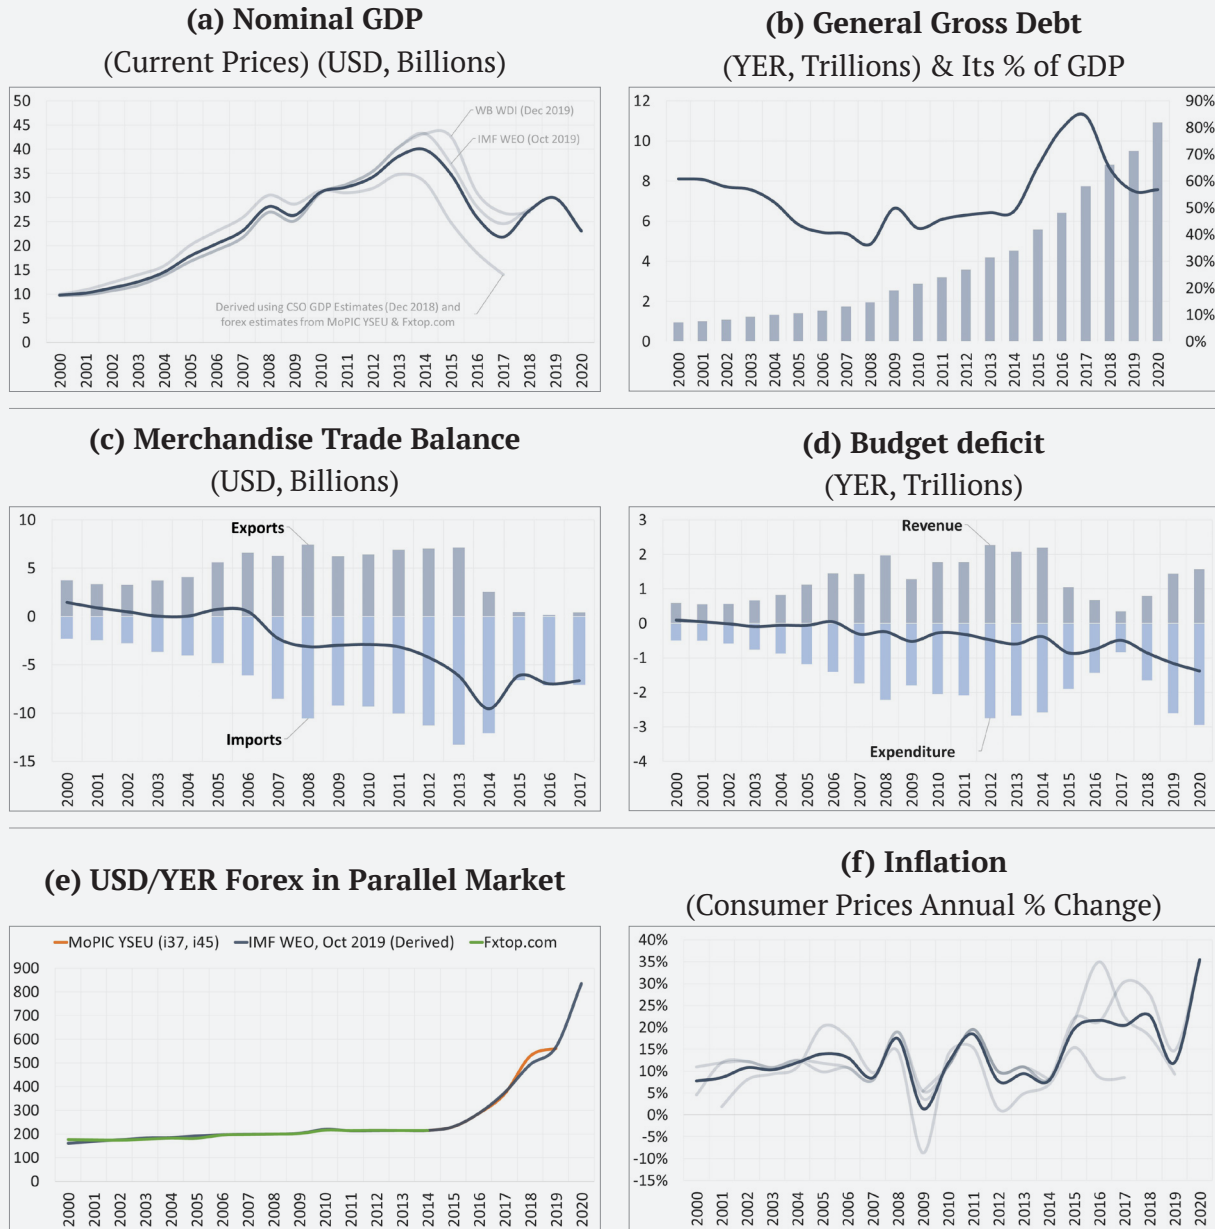 (a) Nominal GDP
(Current Prices) (USD, Billions)
50
45
40
35
30
25
20
15
10
5
0
WB WDI (Dec 2019)
IMF WEO (Oct 2019)
Derived using CSO GDP Estimates (Dec 2018) and
forex estimates from MoPIC YSEU & Fxtop.com
2000 2001 2002 2003 2004 2005 2006 2007 2008 2009 2010 2011 2012 2013 2014 2015 2016 2017 2018 2019 2020
(b) General Gross Debt
(YER, Trillions) & Its % of GDP
12
10
8
6
4
2
0
90%
80%
70%
60%
50%
40%
30%
20%
10%
0%
2000 2001 2002 2003 2004 2005 2006 2007 2008 2009 2010 2011 2012 2013 2014 2015 2016 2017 2018 2019 2020
(c) Merchandise Trade Balance
(USD, Billions)
10
5
0
-5
-10
-15
Exports
Imports
2000 2001 2002 2003 2004 2005 2006 2007 2008 2009 2010 2011 2012 2013 2014 2015 2016 2017
(d) Budget deficit
(YER, Trillions)
3
2
1
0
-1
-2
-3
-4
Revenue
Expenditure
2000 2001 2002 2003 2004 2005 2006 2007 2008 2009 2010 2011 2012 2013 2014 2015 2016 2017 2018 2019 2020
(e) USD/YER Forex in Parallel Market
MoPIC YSEU (i37, i45) IMF WEO, Oct 2019 (Derived) Fxtop.com
900
800
700
600
500
400
300
200
100
0
2000 2001 2002 2003 2004 2005 2006 2007 2008 2009 2010 2011 2012 2013 2014 2015 2016 2017 2018 2019 2020
(f) Inflation
(Consumer Prices Annual % Change)
40%
35%
30%
25%
20%
15%
10%
5%
0%
-5%
-10%
-15%
2000 2001 2002 2003 2004 2005 2006 2007 2008 2009 2010 2011 2012 2013 2014 2015 2016 2017 2018 2019 2020